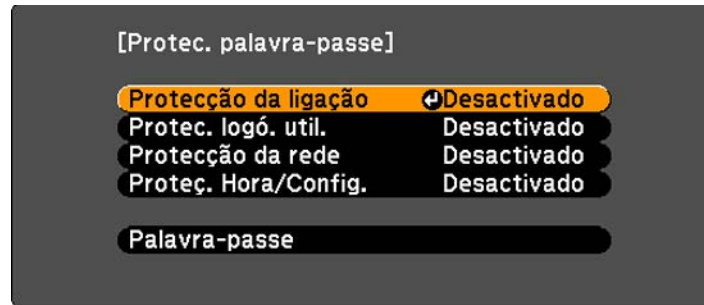 [Protec. palavra-passe]
Protecção da ligação Desactivado
Protec. logó. util. Desactivado
Protecção da rede Desactivado
Proteç. Hora/Config. Desactivado
Palavra-passe